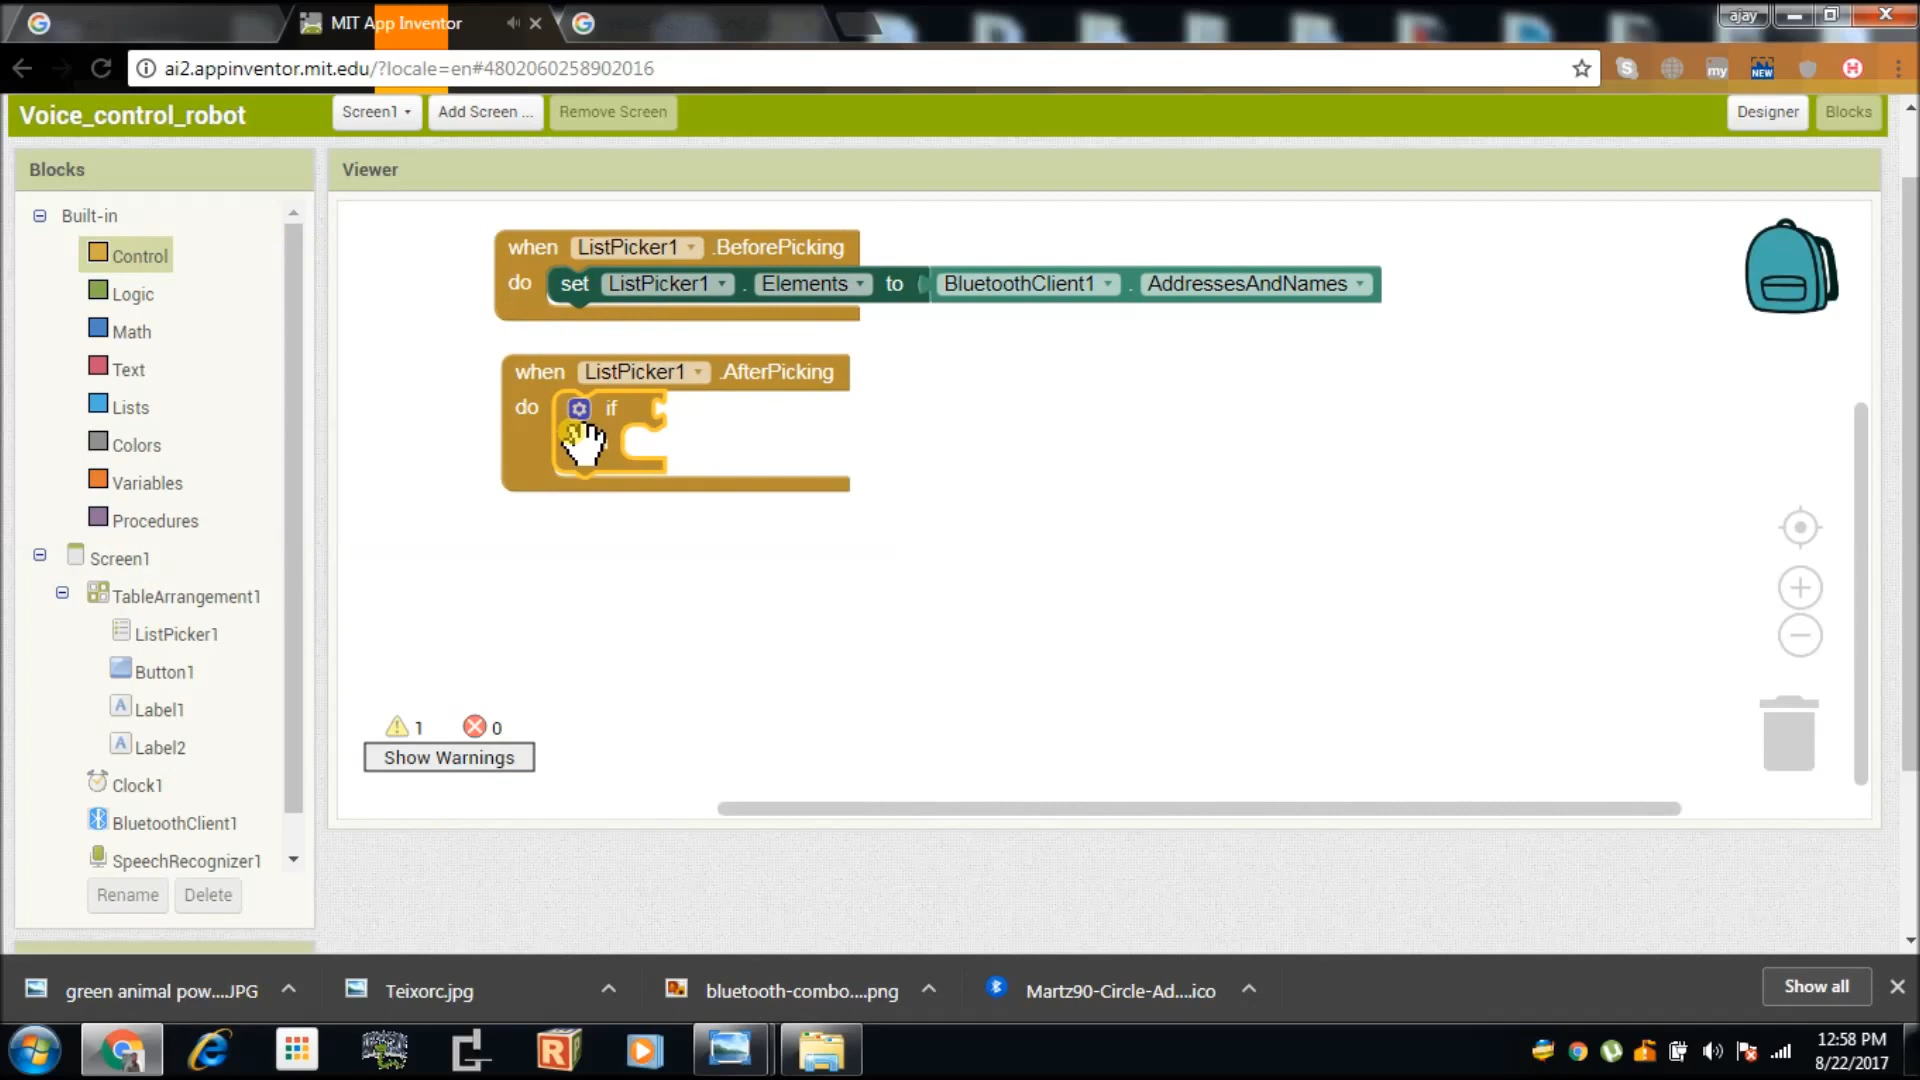 MIT App Inventor
ajay
ai2.appinventor.mit.edu/?locale=en#4802060258902016
my
NEW
Voice_control_robot
Screen1
Add Screen ...
Remove Screen
Designer
Blocks
Blocks
Viewer
Built-in
Control
Logic
Math
Text
Lists
Colors
Variables
Procedures
Screen1
TableArrangement1
ListPicker1
Button1
Label1
Label2
Clock1
BluetoothClient1
SpeechRecognizer1
Rename
Delete
when ListPicker1 .BeforePicking
do set ListPicker1 . Elements to BluetoothClient1 . AddressesAndNames
when ListPicker1 .AfterPicking
do if
1 0
Show Warnings
green animal pow....JPG
Teixorc.jpg
bluetooth-combo....png
Martz90-Circle-Ad....ico
Show all
12:58 PM
8/22/2017